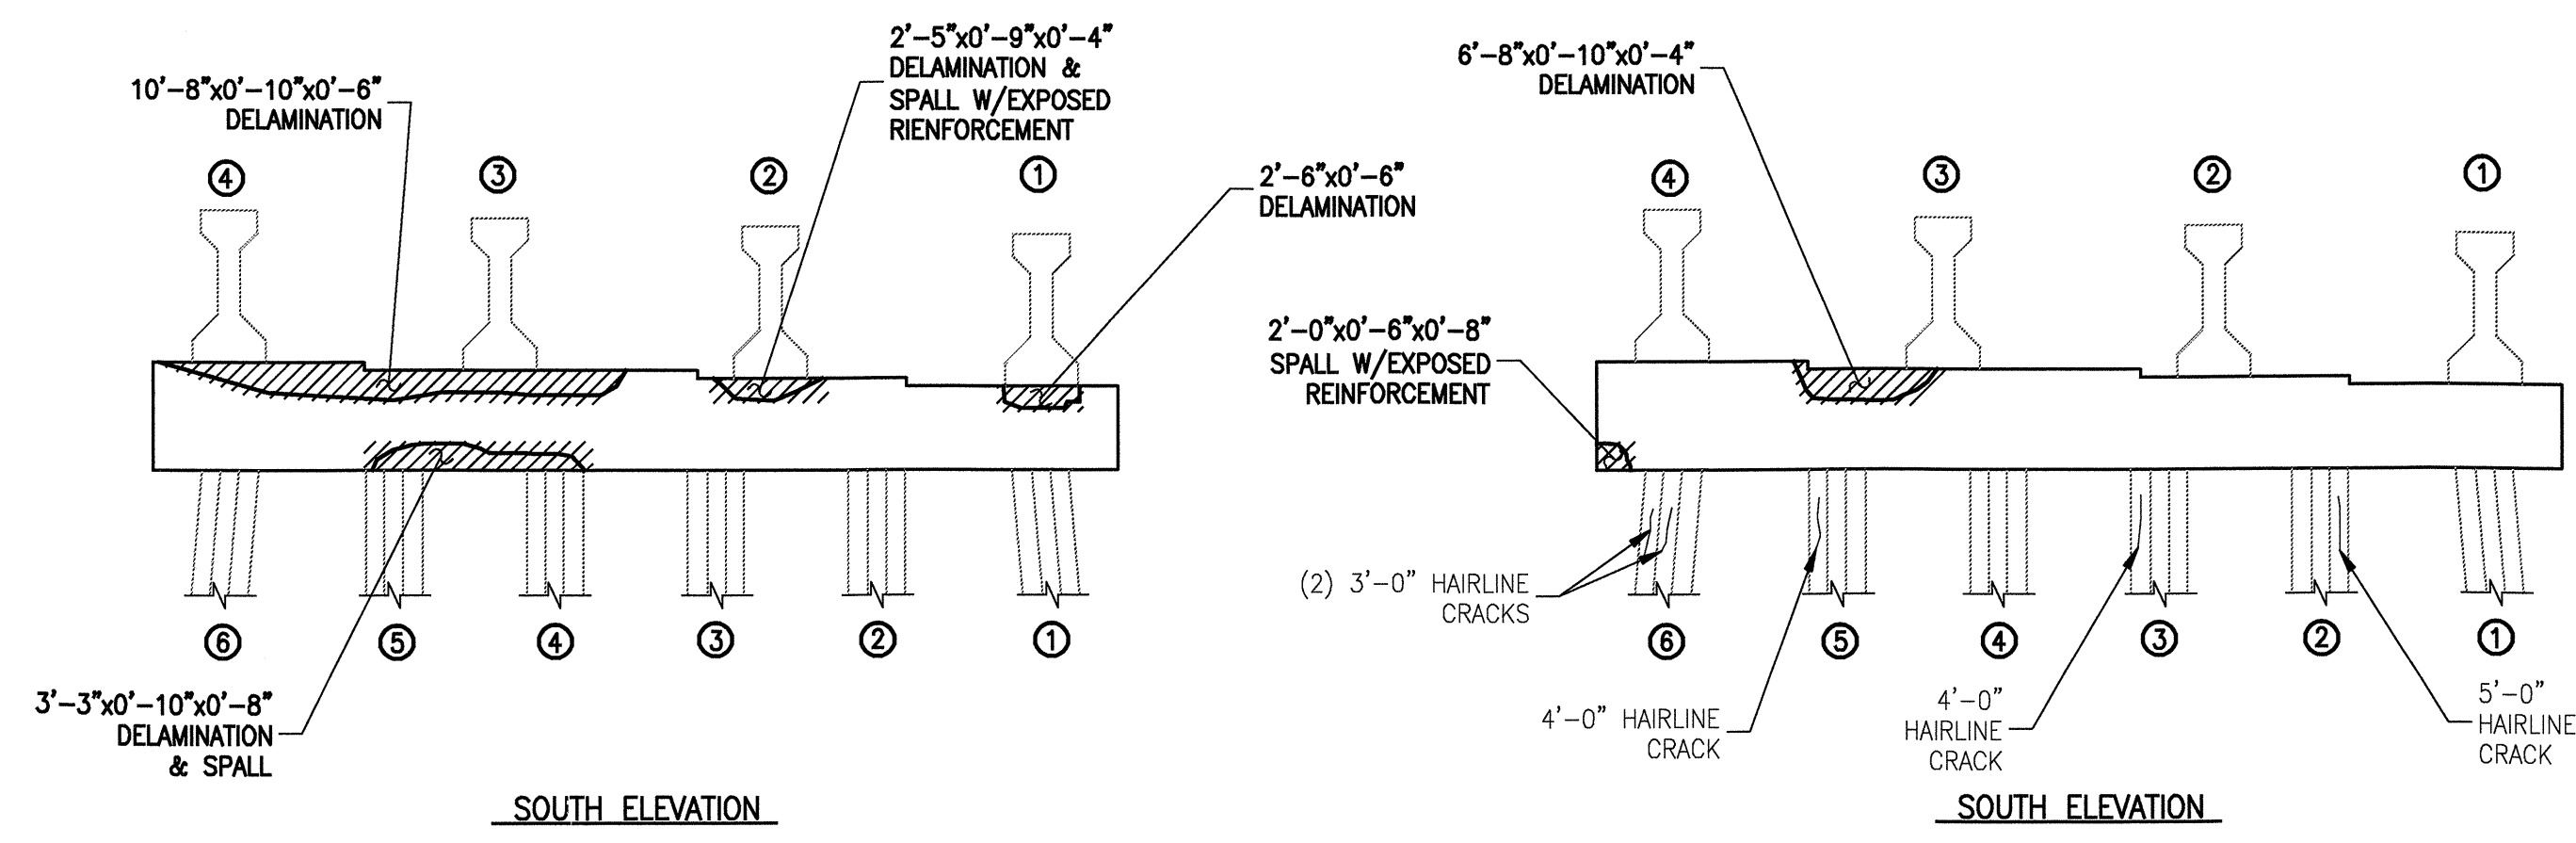 10'-8"x0'-10"x0'-6"
DELAMINATION
2'-5"x0'-9"x0'-4"
DELAMINATION &
SPALL W/EXPOSED
RIENFORCEMENT
2'-6"x0'-6"
DELAMINATION
4
3
2
1
3'-3"x0'-10"x0'-8"
DELAMINATION
& SPALL
6
5
4
3
2
1
SOUTH ELEVATION
6'-8"x0'-10"x0'-4"
DELAMINATION
4
3
2
1
2'-0"x0'-6"x0'-8"
SPALL W/EXPOSED
REINFORCEMENT
(2) 3'-0" HAIRLINE
CRACKS
6
5
4
3
2
1
4'-0" HAIRLINE
CRACK
4'-0"
HAIRLINE
CRACK
5'-0"
HAIRLINE
CRACK
SOUTH ELEVATION